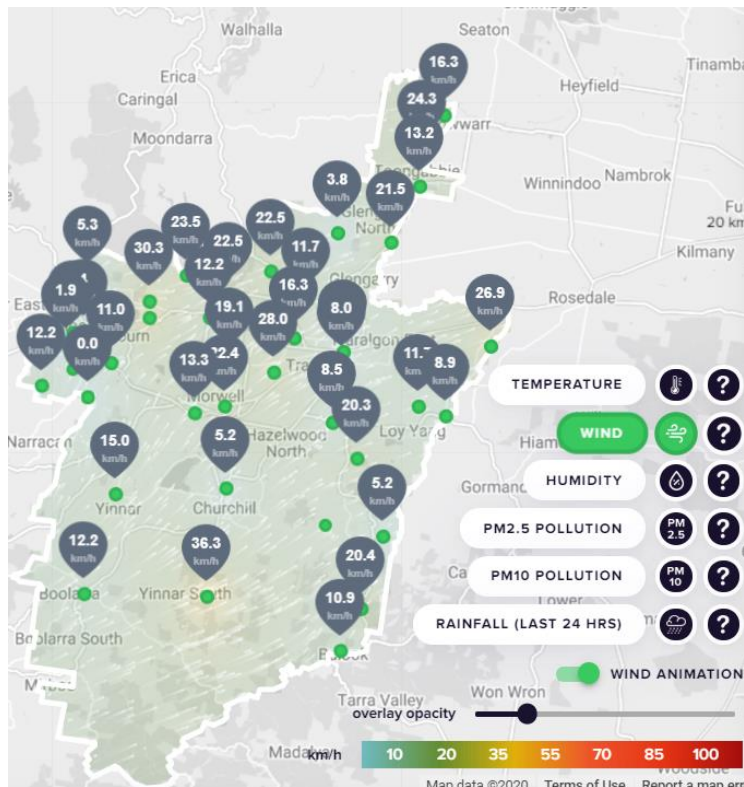 Walhalla
Seaton
16.3
km/h
Tinamba
Erica
24.3
Heyfield
Caringal
13.2
km/h
Moondarra
3.8
km/h
21.5
km/h
Winnindoo
Nambrok
5.3
km/h
23.5
22.5
km/h
North
20 km
30.3
km/h
22.5
12.2
km/h
11.7
km/h
Kilmany
Glengarry
1.9
km/h
16.3
km/h
26.9
km/h
Rosedale
East
11.0
km/h
19.1
km/h
28.0
km/h
8.0
km/h
12.2
km/h
0.0
km/h
13.3
km/h
8.5
km/h
8.9
km/h
TEMPERATURE ?
Morwell
20.3
km/h
Narracan
15.0
km/h
5.2
km/h
Hazelwood
North
Loy Yang
WIND ?
5.2
km/h
HUMIDITY ?
Yinnar
Churchill
PM2.5 POLLUTION PM 2.5 ?
12.2
km/h
36.3
km/h
20.4
km/h
PM10 POLLUTION PM 10 ?
Yinnar South
10.9
km/h
Lower
RAINFALL (LAST 24 HRS) ?
Boolarra South
WIND ANIMATION
Tarra Valley
Won Wron
overlay opacity
km/h 10 20 35 55 70 85 100
Woodside
Map data ©2020 Terms of Use Report a map err